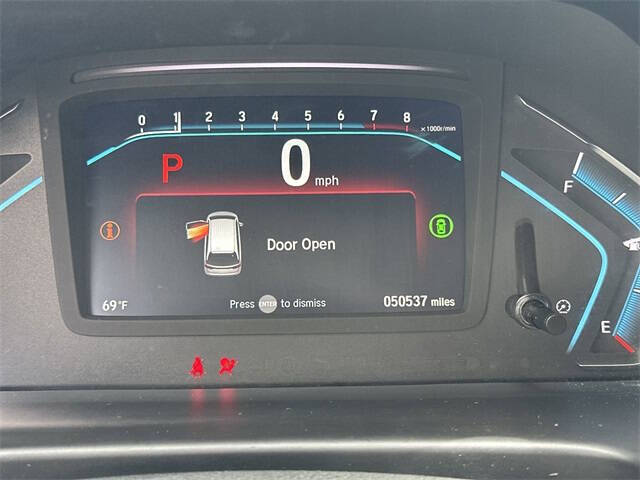 0 1 2 3 4 5 6 7 8 ×1000r/min
P 0 mph
F
Door Open
69°F Press ENTER to dismiss 050537 miles
E